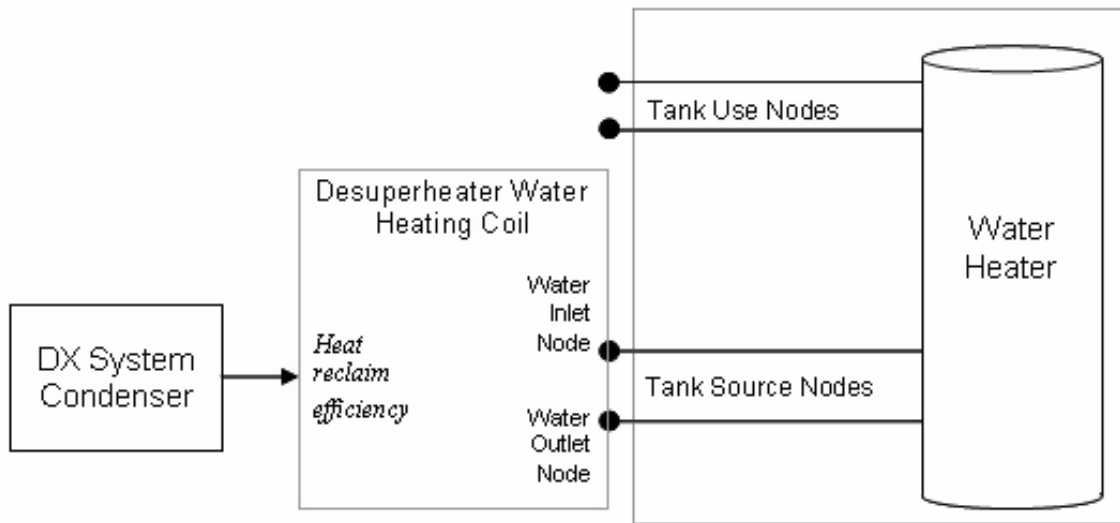 Tank Use Nodes
Desuperheater Water
Heating Coil
Water
Heater
Water
Inlet
Node
DX System
Condenser
Heat
reclaim
efficiency
Tank Source Nodes
Water
Outlet
Node